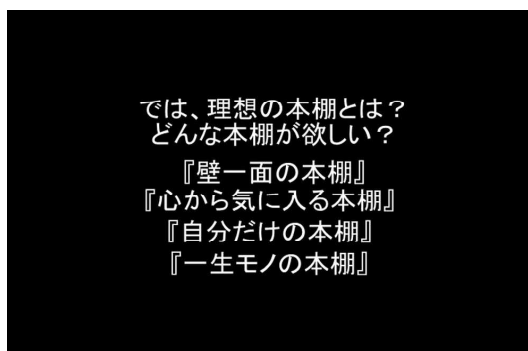 では、理想の本棚とは？
どんな本棚が欲しい？
『壁一面の本棚』
『心から気に入る本棚』
『自分だけの本棚』
『一生モノの本棚』